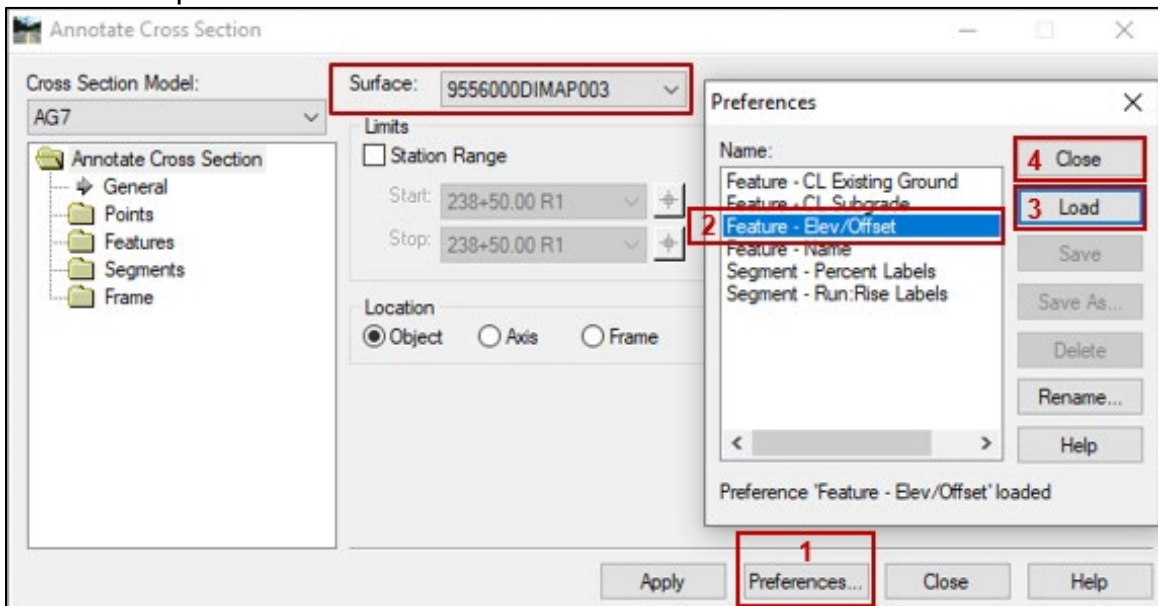 Annotate Cross Section
Cross Section Model:
AG7
Annotate Cross Section
General
Points
Features
Segments
Frame
Surface: 9556000DIMAP003
Limits
Station Range
Start: 238+50.00 R1
Stop: 238+50.00 R1
Location
Object Axis Frame
Preferences
Name:
Feature - CL Existing Ground
Feature - CL Subgrade
2 Feature - Elev/Offset
Feature - Name
Segment - Percent Labels
Segment - Run:Rise Labels
4 Close
3 Load
Save
Save As...
Delete
Rename...
Help
Preference 'Feature - Elev/Offset' loaded
1
Apply Preferences... Close Help